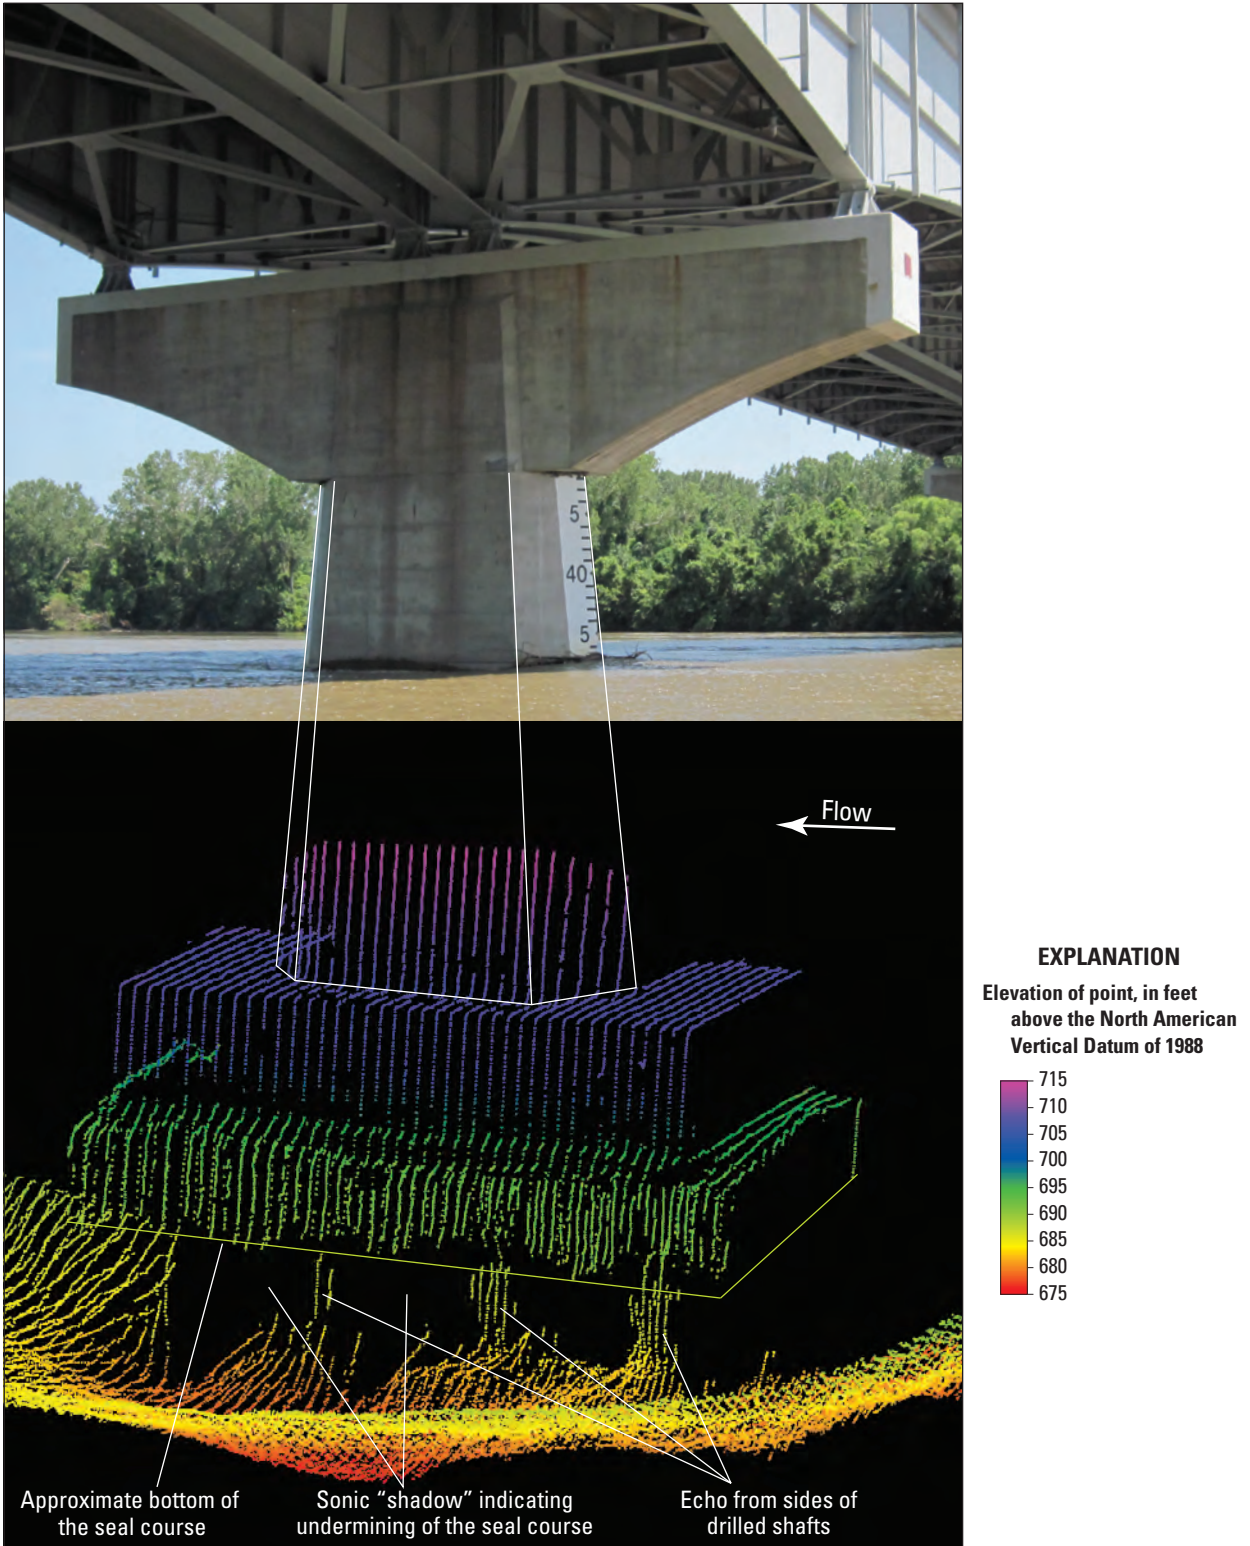 5
40
5
Flow
Approximate bottom of
the seal course
Sonic “shadow” indicating
undermining of the seal course
Echo from sides of
drilled shafts
EXPLANATION
Elevation of point, in feet
above the North American
Vertical Datum of 1988
715
710
705
700
695
690
685
680
675